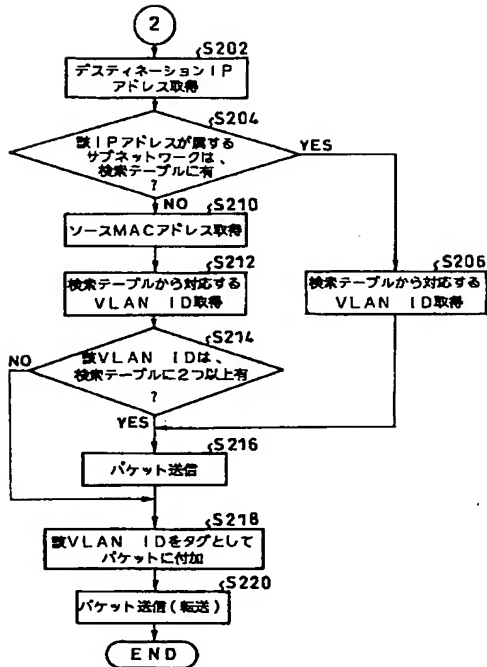 2
S202
デスティネーションIP
アドレス取得
S204
該IPアドレスが属する
サブネットワークは、
検索テーブルに有
?
YES
NO
S210
ソースMACアドレス取得
S212
検索テーブルから対応する
VLAN ID取得
S206
検索テーブルから対応する
VLAN ID取得
S214
該VLAN IDは、
検索テーブルに2つ以上有
?
NO
YES
S216
パケット送信
S218
該VLAN IDをタグとして
パケットに付加
S220
パケット送信(転送)
END